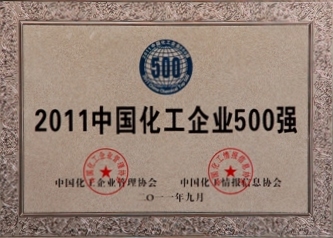 500
2011中国化工企业500强
中国化工企业管理协会 中国化工情报信息协会
二〇一一年九月